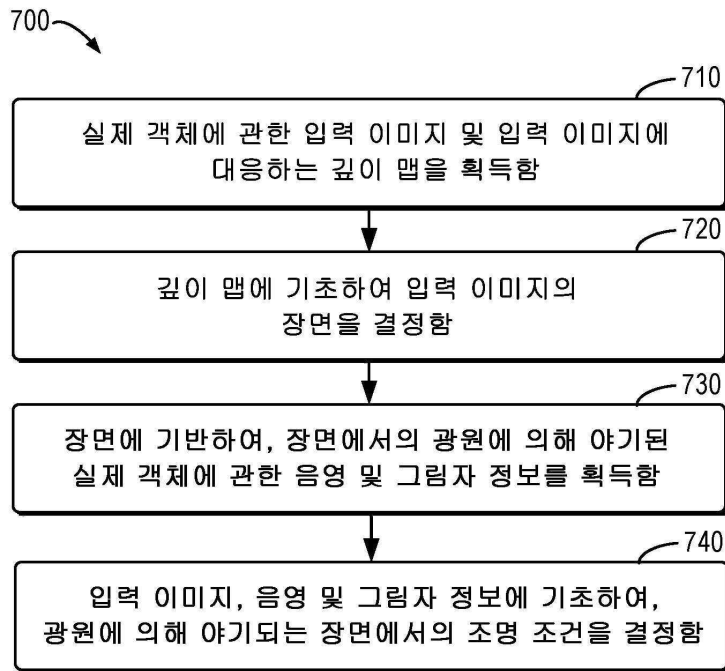 700
710
실제 객체에 관한 입력 이미지 및 입력 이미지에
대응하는 깊이 맵을 획득함
720
깊이 맵에 기초하여 입력 이미지의
장면을 결정함
730
장면에 기반하여, 장면에서의 광원에 의해 야기된
실제 객체에 관한 음영 및 그림자 정보를 획득함
740
입력 이미지, 음영 및 그림자 정보에 기초하여,
광원에 의해 야기되는 장면에서의 조명 조건을 결정함